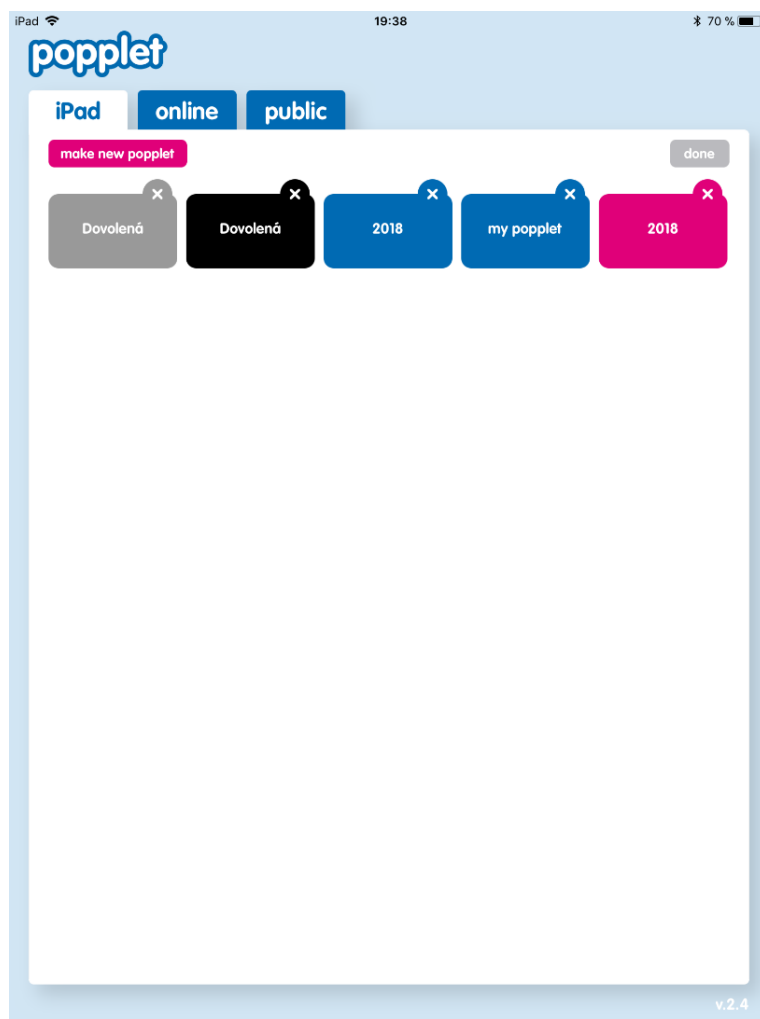 iPad 19:38 70 %
popplet
iPad online public
make new popplet done
Dovolená Dovolená 2018 my popplet 2018
v.2.4